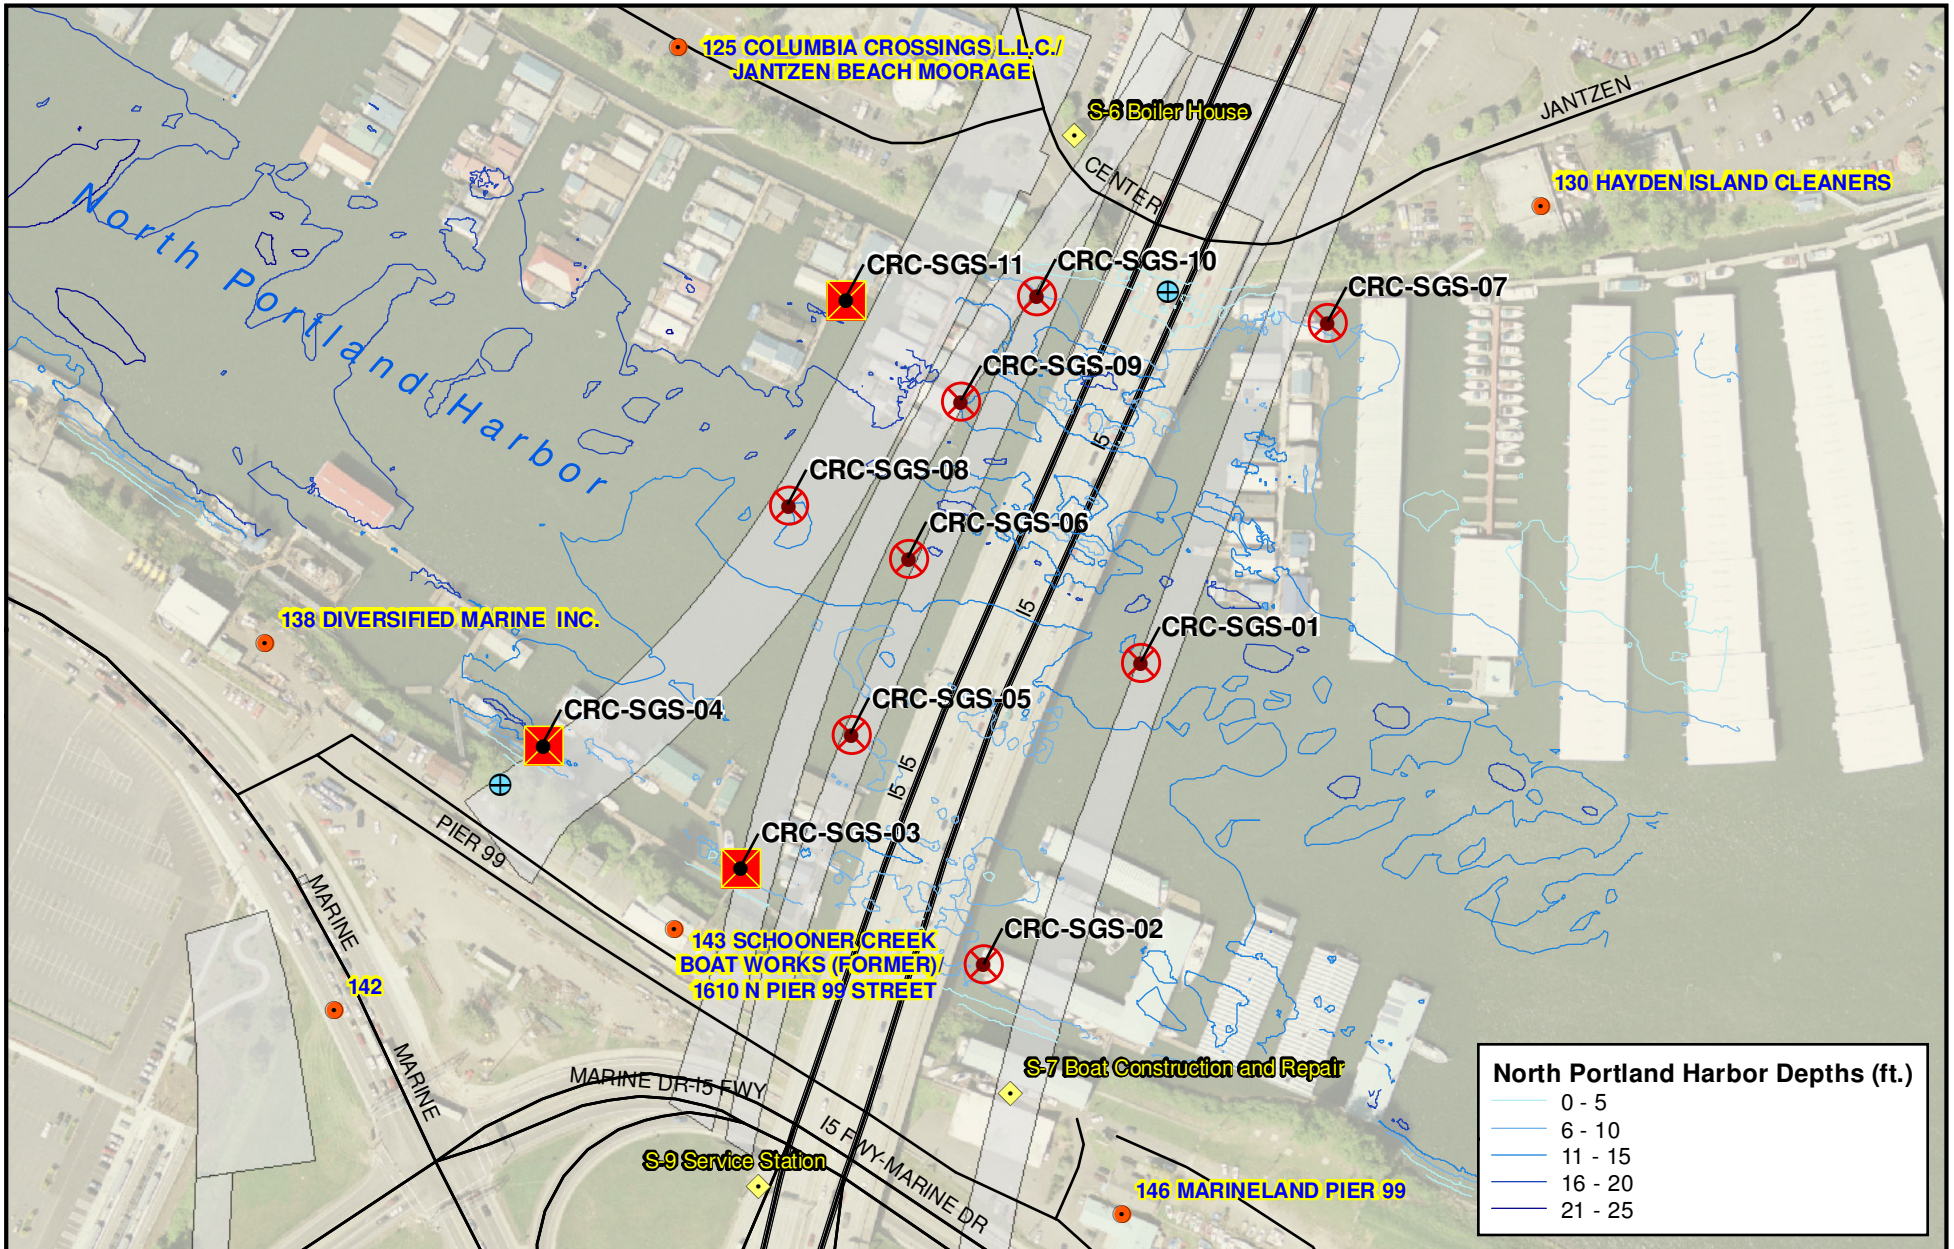 125 COLUMBIA CROSSINGS L.L.C./
JANTZEN BEACH MOORAGE
S-6 Boiler House
JANTZEN
CENTER
130 HAYDEN ISLAND CLEANERS
North Portland Harbor
CRC-SGS-11
CRC-SGS-10
CRC-SGS-07
CRC-SGS-09
I5
CRC-SGS-08
CRC-SGS-06
I5
138 DIVERSIFIED MARINE INC.
CRC-SGS-01
CRC-SGS-04
CRC-SGS-05
I5
I5
PIER 99
CRC-SGS-03
MARINE
143 SCHOONER CREEK
BOAT WORKS (FORMER)/
1610 N PIER 99 STREET
CRC-SGS-02
142
MARINE
MARINE DR-I5 FWY
S-7 Boat Construction and Repair
I5 FWY-MARINE DR
S-9 Service Station
146 MARINELAND PIER 99
North Portland Harbor Depths (ft.)
0 - 5
6 - 10
11 - 15
16 - 20
21 - 25